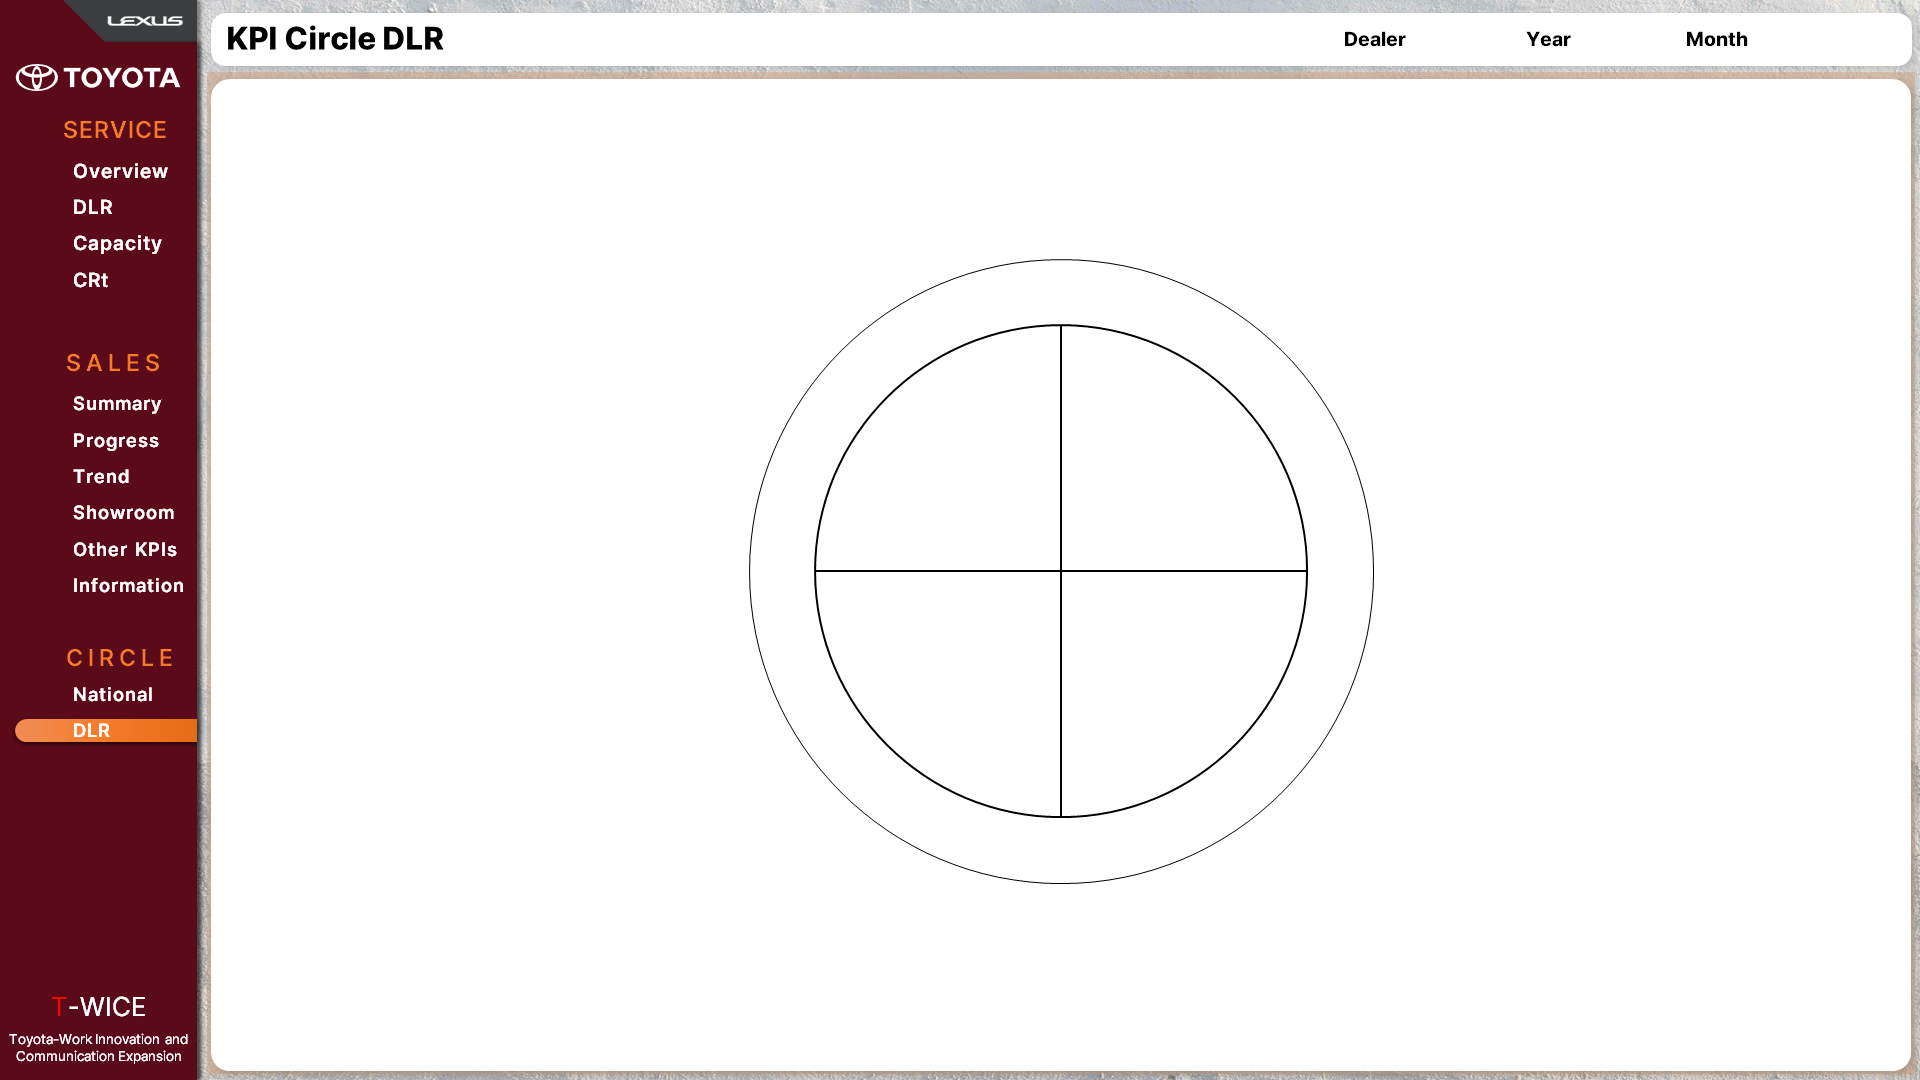 LEXUS
TOYOTA
SERVICE
Overview
DLR
Capacity
CRt
SALES
Summary
Progress
Trend
Showroom
Other KPIs
Information
CIRCLE
National
DLR
T-WICE
Toyota-Work Innovation and
Communication Expansion
KPI Circle DLR
Dealer
Year
Month